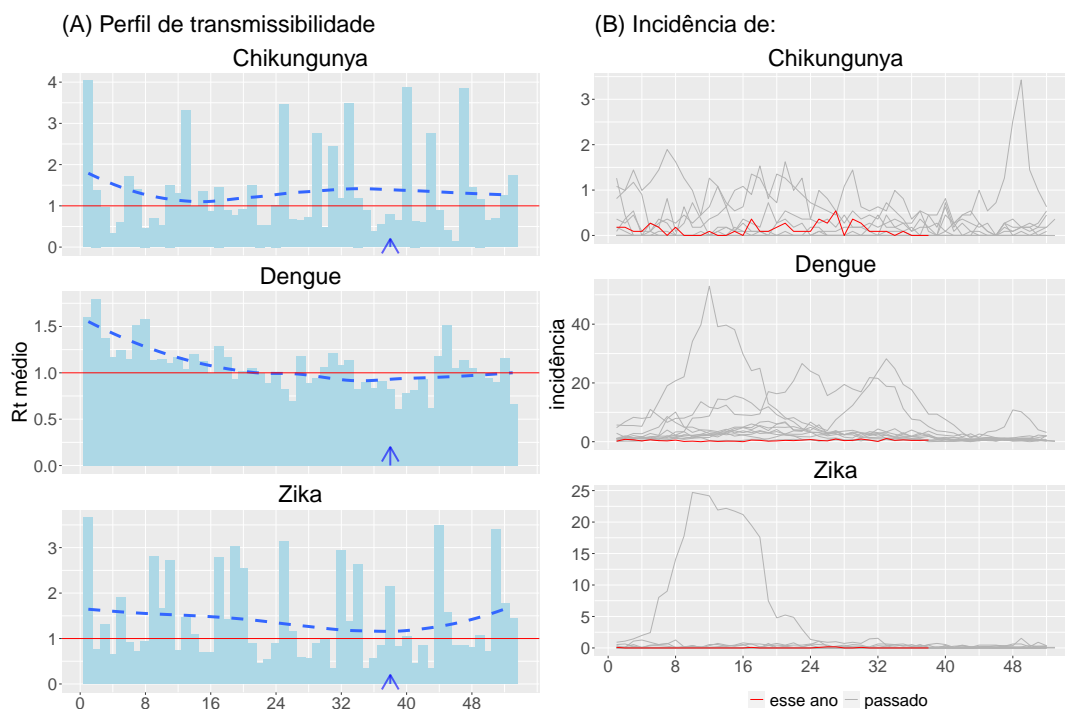 (A) Perfil de transmissibilidade
Chikungunya
4
3
2
1
0
Dengue
1.5
1.0
0.5
0.0
Rt médio
Zika
3
2
1
0
0 8 16 24 32 40 48
(B) Incidência de:
Chikungunya
3
2
1
0
Dengue
40
20
0
incidência
Zika
25
20
15
10
5
0
0 8 16 24 32 40 48
esse ano passado